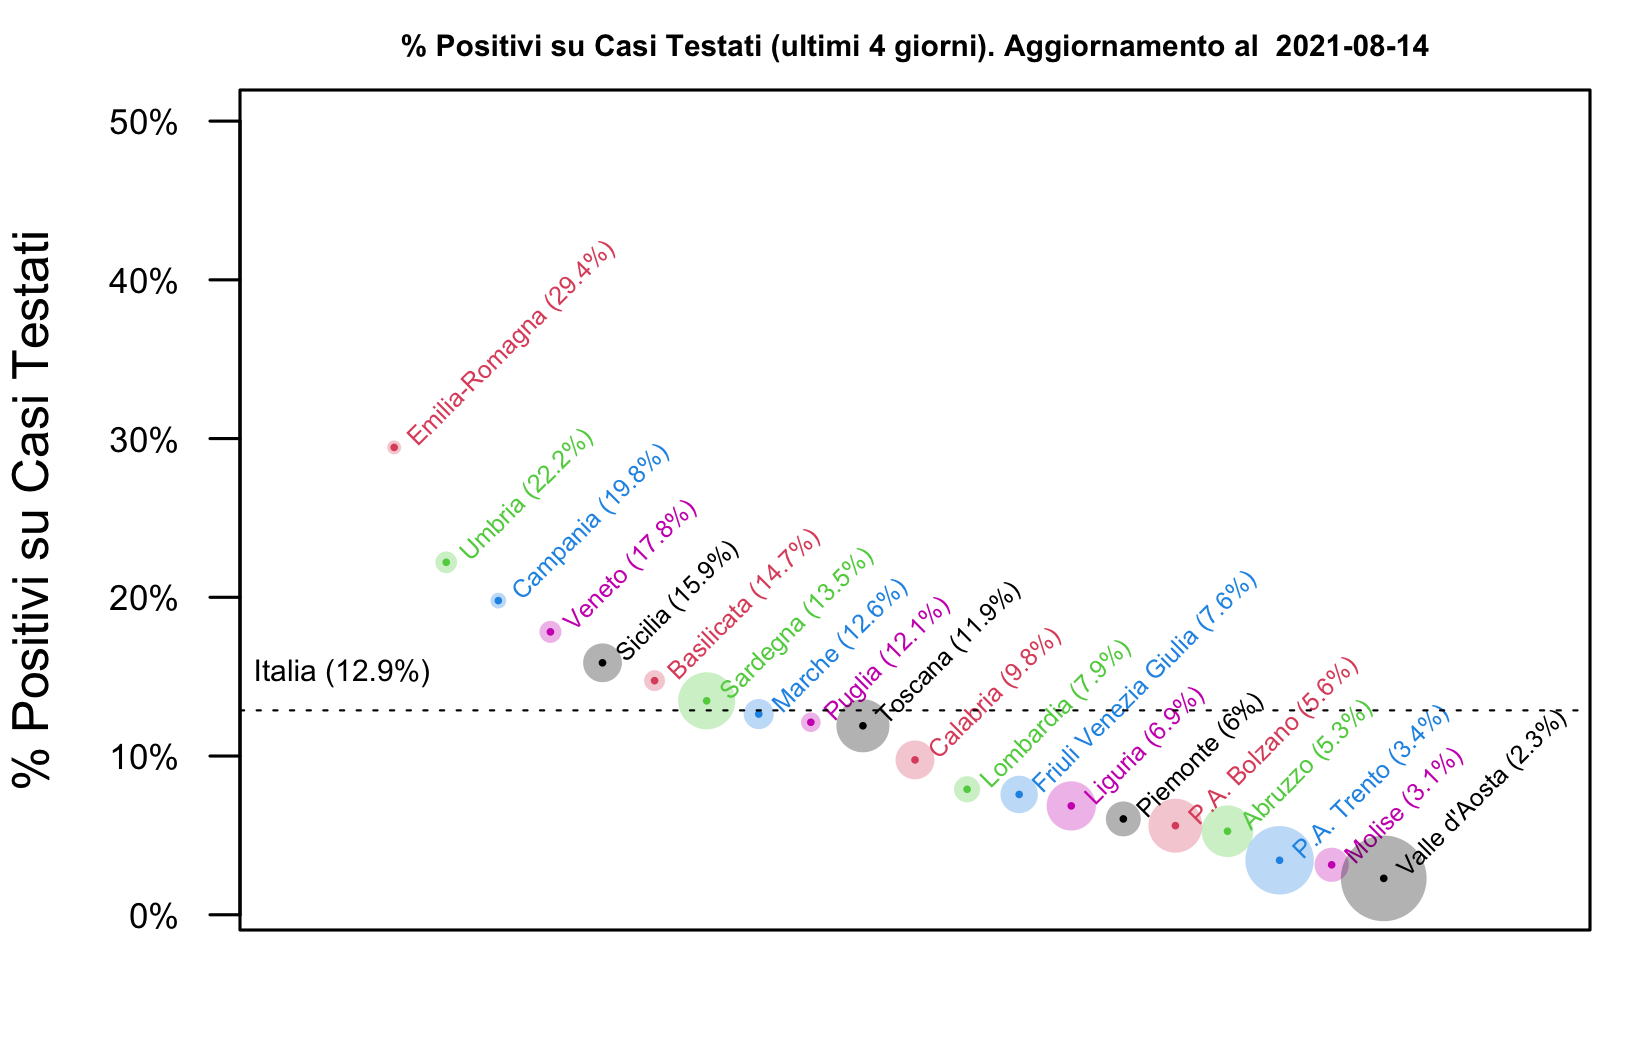 % Positivi su Casi Testati (ultimi 4 giorni). Aggiornamento al  2021-08-14
% Positivi su Casi Testati
50%
40%
30%
20%
10%
0%
Italia (12.9%)
Emilia-Romagna (29.4%)
Umbria (22.2%)
Campania (19.8%)
Veneto (17.8%)
Sicilia (15.9%)
Basilicata (14.7%)
Sardegna (13.5%)
Marche (12.6%)
Puglia (12.1%)
Toscana (11.9%)
Calabria (9.8%)
Lombardia (7.9%)
Friuli Venezia Giulia (7.6%)
Liguria (6.9%)
Piemonte (6%)
P.A. Bolzano (5.6%)
Abruzzo (5.3%)
P.A. Trento (3.4%)
Molise (3.1%)
Valle d'Aosta (2.3%)